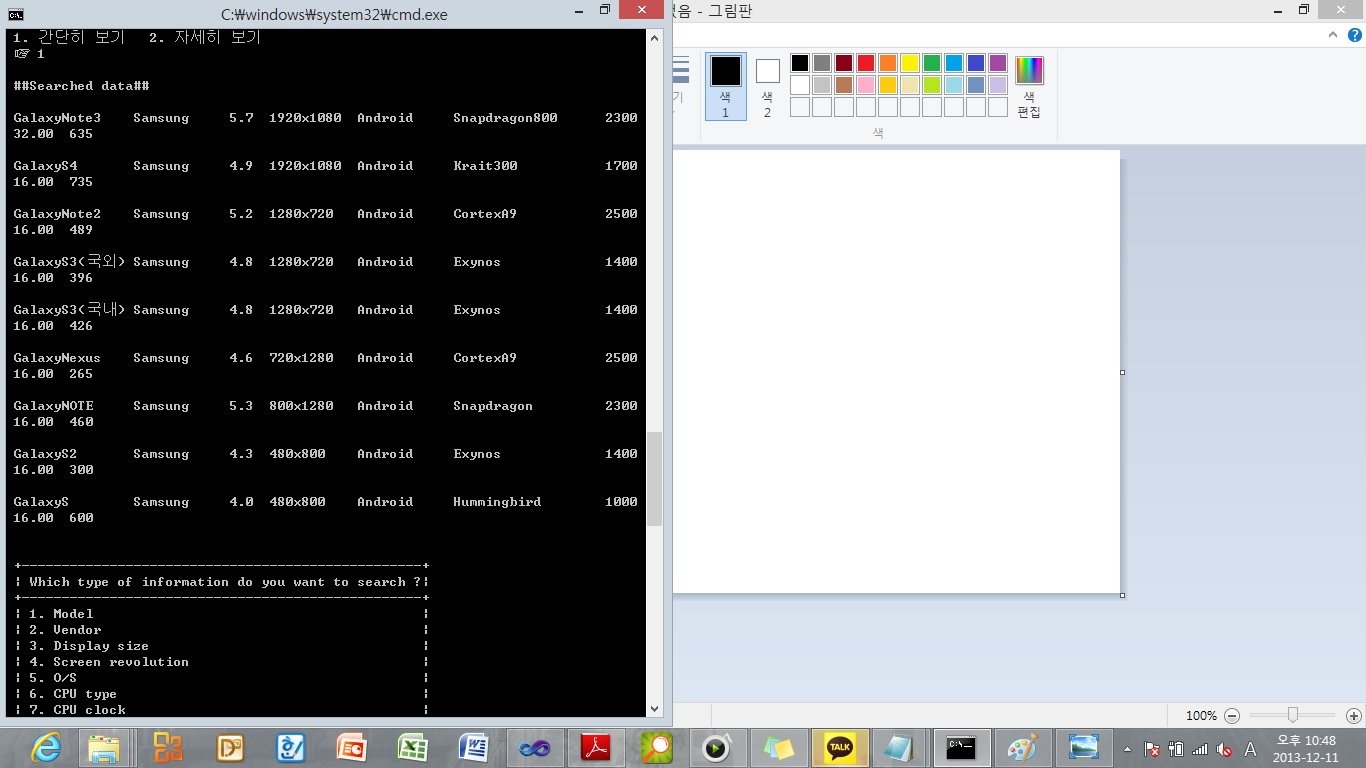 C:₩windows₩system32₩cmd.exe
1. 간단히 보기   2. 자세히 보기
☞ 1
##Searched data##
GalaxyNote3    Samsung     5.7  1920x1080  Android     Snapdragon800      2300
32.00  635
GalaxyS4       Samsung     4.9  1920x1080  Android     Krait300           1700
16.00  735
GalaxyNote2    Samsung     5.2  1280x720   Android     CortexA9           2500
16.00  489
GalaxyS3(국외) Samsung     4.8  1280x720   Android     Exynos             1400
16.00  396
GalaxyS3(국내) Samsung     4.8  1280x720   Android     Exynos             1400
16.00  426
GalaxyNexus    Samsung     4.6  720x1280   Android     CortexA9           2500
16.00  265
GalaxyNOTE     Samsung     5.3  800x1280   Android     Snapdragon         2300
16.00  460
GalaxyS2       Samsung     4.3  480x800    Android     Exynos             1400
16.00  300
GalaxyS        Samsung     4.0  480x800    Android     Hummingbird        1000
16.00  600
Which type of information do you want to search ?
1. Model
2. Vendor
3. Display size
4. Screen revolution
5. O/S
6. CPU type
7. CPU clock
없음 - 그림판
색
1
색
2
색
편집
색
100%
TALK
A
오후 10:48
2013-12-11